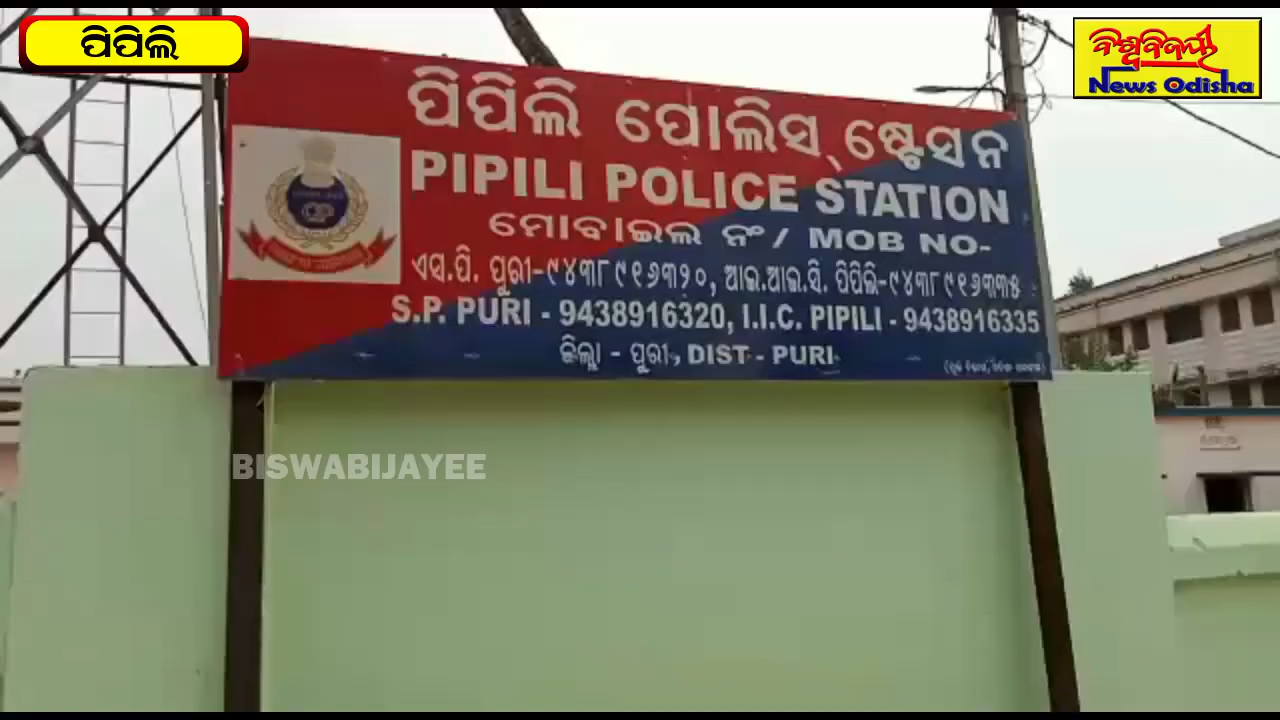 ପିପିଲି
ବିଶ୍ୱବିଜୟୀ
News Odisha
ପିପିଲି ପୋଲିସ୍ ଷ୍ଟେସନ
PIPILI POLICE STATION
ମୋବାଇଲ ନଂ / MOB NO-
ଏସ.ପି. ପୁରୀ-୯୪୩୮୯୧୬୩୨୦, ଆଇ.ଆଇ.ସି. ପିପିଲି-୯୪୩୮୯୧୬୩୩୫
S.P. PURI - 9438916320, I.I.C. PIPILI - 9438916335
ଜିଲ୍ଲା - ପୁରୀ, DIST - PURI
BISWABIJAYEE